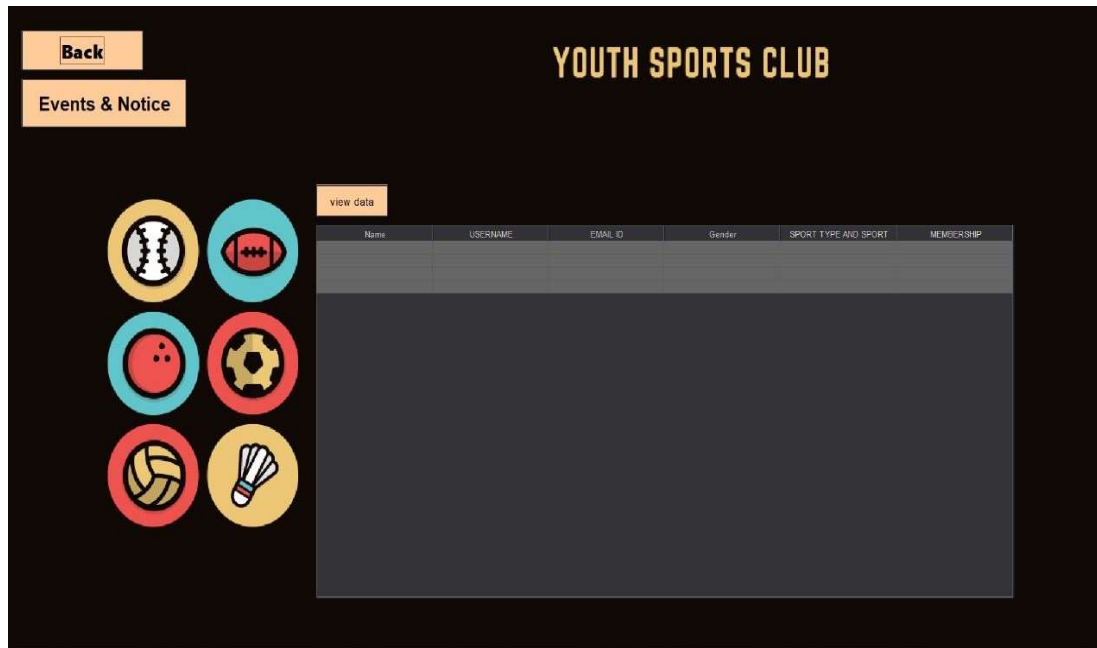 Back
YOUTH SPORTS CLUB
Events & Notice
view data
Name USERNAME EMAIL ID Gender SPORT TYPE AND SPORT MEMBERSHIP